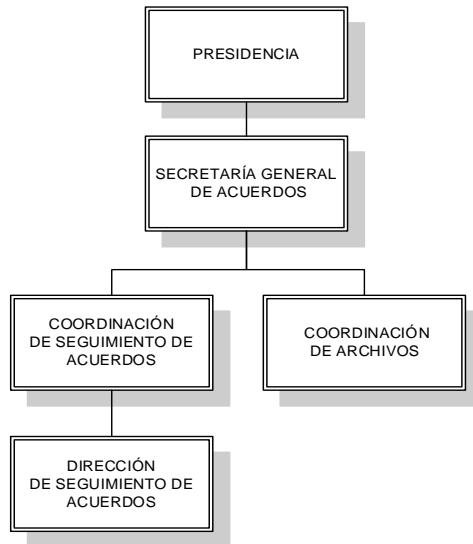 PRESIDENCIA
SECRETARÍA GENERAL
DE ACUERDOS
COORDINACIÓN
DE SEGUIMIENTO DE
ACUERDOS
COORDINACIÓN
DE ARCHIVOS
DIRECCIÓN
DE SEGUIMIENTO DE
ACUERDOS